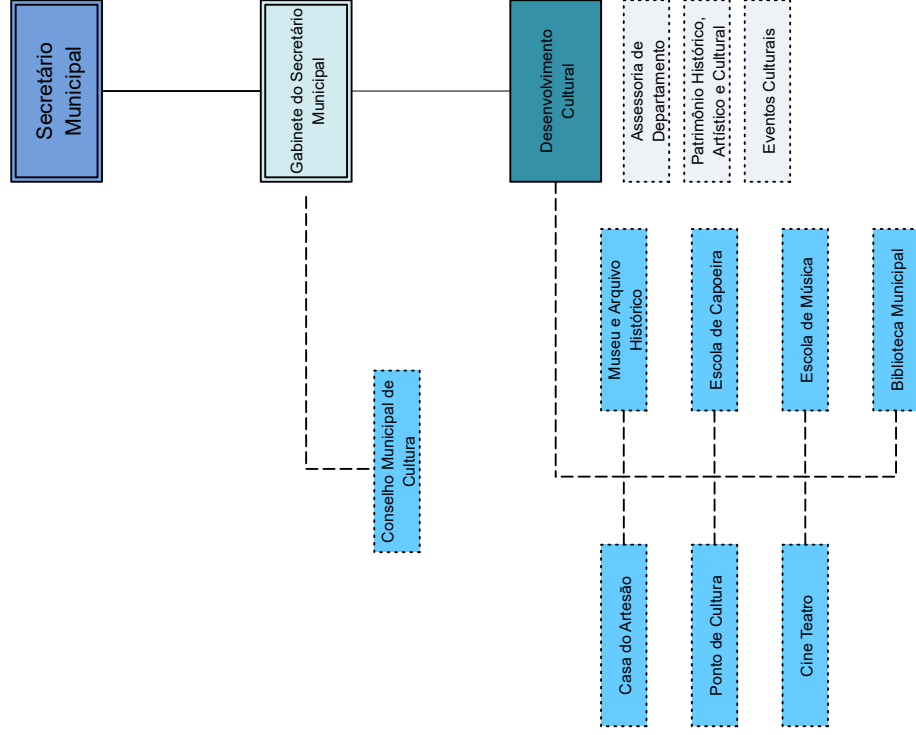 Secretário
Municipal
Gabinete do Secretário
Municipal
Desenvolvimento
Cultural
Assessoria de
Departamento
Patrimônio Histórico,
Artístico e Cultural
Eventos Culturais
Conselho Municipal de
Cultura
Museu e Arquivo
Histórico
Escola de Capoeira
Escola de Música
Biblioteca Municipal
Casa do Artesão
Ponto de Cultura
Cine Teatro